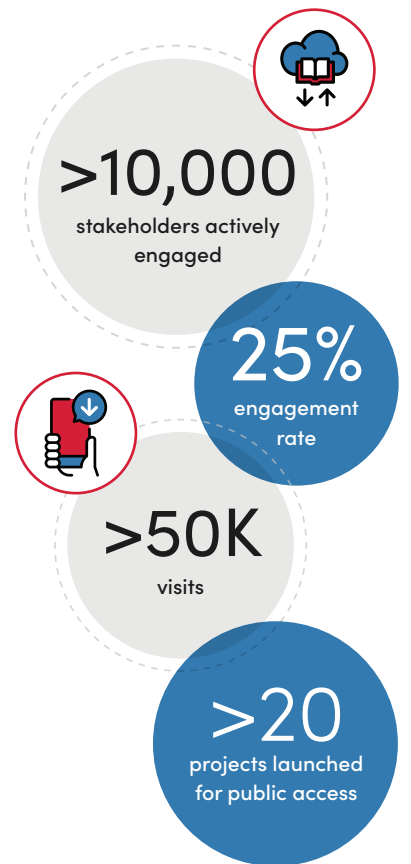 >10,000
stakeholders actively
engaged
25%
engagement
rate
>50K
visits
>20
projects launched
for public access